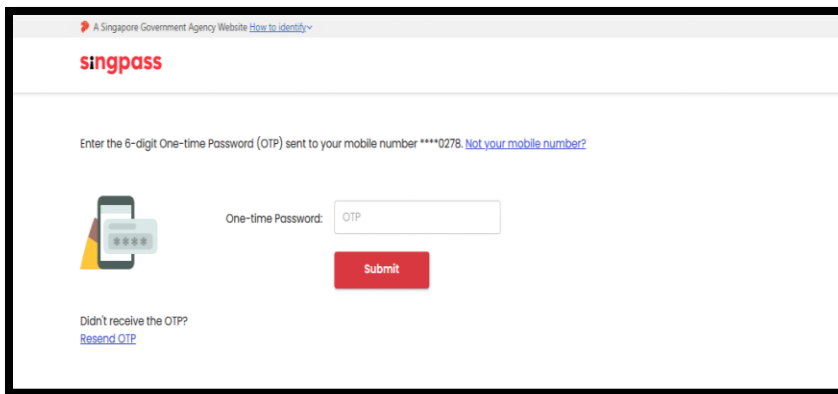 A Singapore Government Agency Website How to identify
singpass
Enter the 6-digit One-time Password (OTP) sent to your mobile number ****0278. Not your mobile number?
****
One-time Password: OTP
Submit
Didn't receive the OTP?
Resend OTP